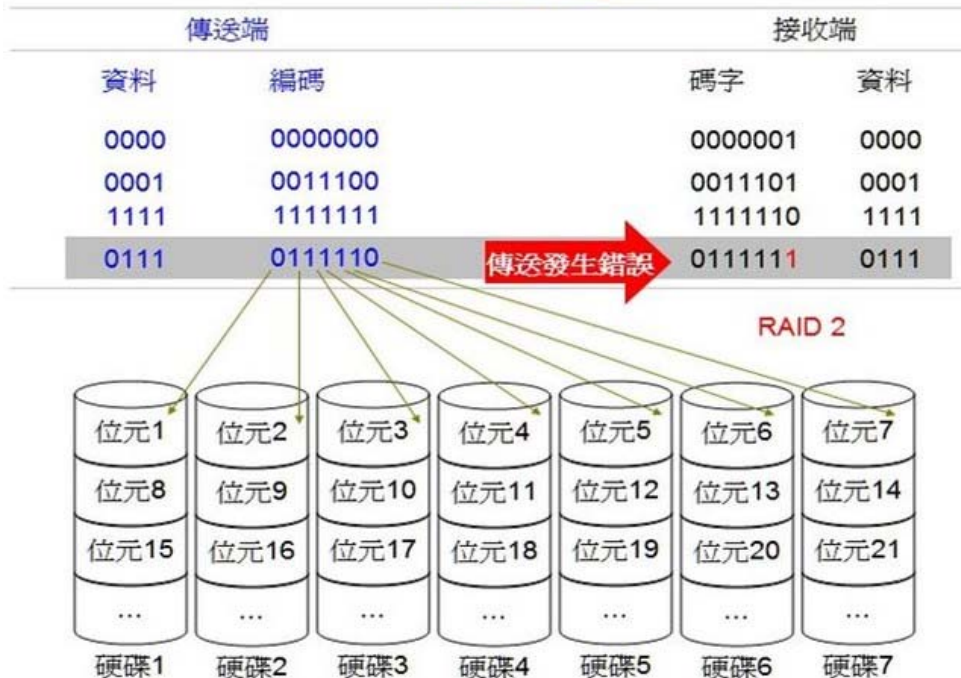 傳送端 接收端
資料 編碼 碼字 資料
0000 0000000 0000001 0000
0001 0011100 0011101 0001
1111 1111111 1111110 1111
0111 0111110 傳送發生錯誤 0111111 0111
RAID 2
位元1 位元2 位元3 位元4 位元5 位元6 位元7
位元8 位元9 位元10 位元11 位元12 位元13 位元14
位元15 位元16 位元17 位元18 位元19 位元20 位元21
... ... ... ... ... ... ...
硬碟1 硬碟2 硬碟3 硬碟4 硬碟5 硬碟6 硬碟7